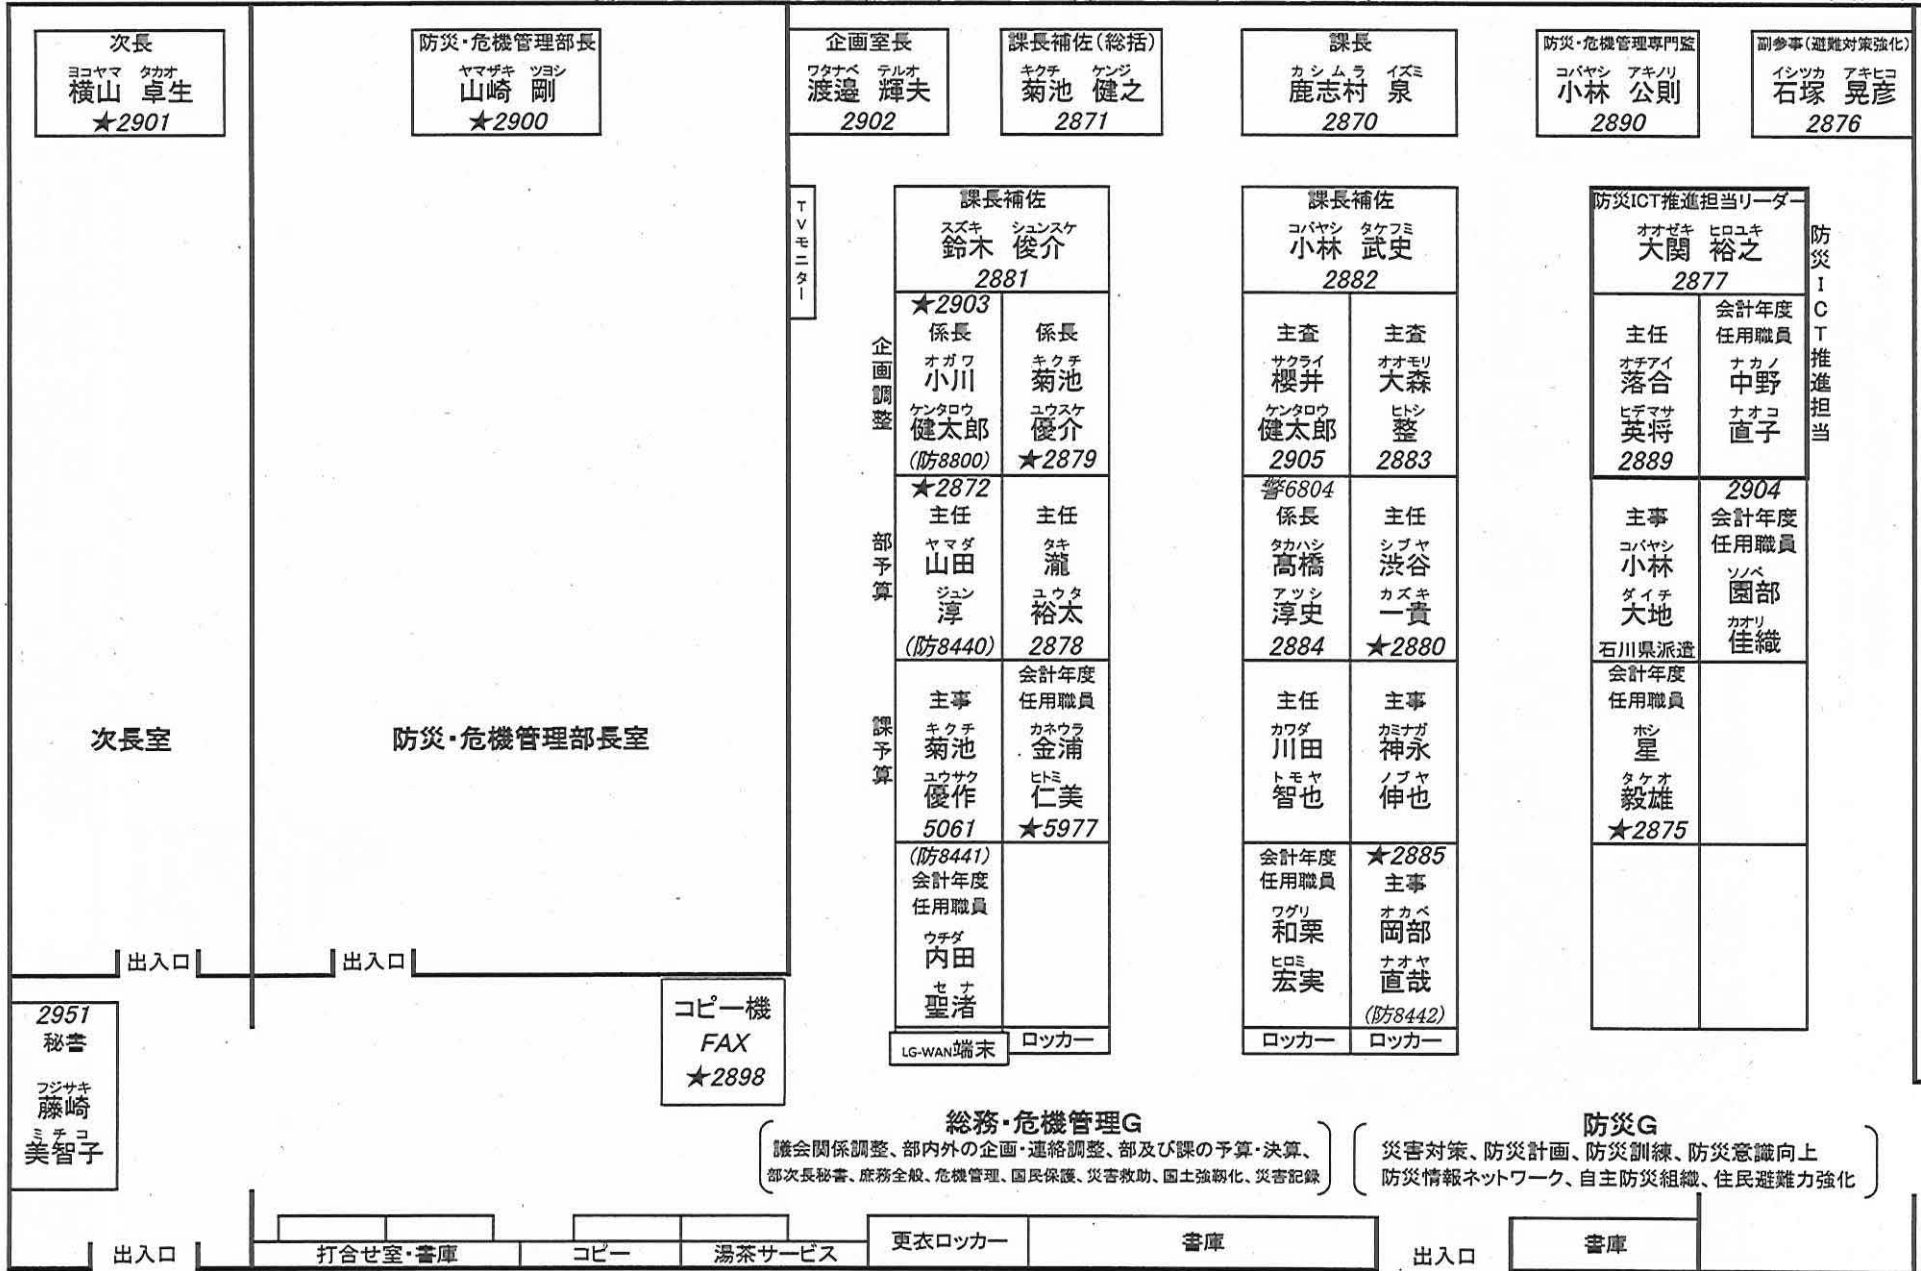 次長
ヨコヤマ タカオ
横山 卓生
★2901
防災・危機管理部長
ヤマザキ ツヨシ
山崎 剛
★2900
企画室長
ワタナベ テルオ
渡邉 輝夫
2902
課長補佐(総括)
キクチ ケンジ
菊池 健之
2871
課長
カシムラ イズミ
鹿志村 泉
2870
防災・危機管理専門監
コバヤシ アキノリ
小林 公則
2890
副参事(避難対策強化)
イシツカ アキヒコ
石塚 晃彦
2876
TVモニター
企画調整
部予算
課予算
課長補佐
スズキ シュンスケ
鈴木 俊介
2881
★2903
係長
オガワ
小川
ケンタロウ
健太郎
(防8800)
係長
キクチ
菊池
ユウスケ
優介
★2879
★2872
主任
ヤマダ
山田
ジュン
淳
(防8440)
主任
タキ
瀧
ユウタ
裕太
2878
主事
キクチ
菊池
ユウサク
優作
5061
会計年度
任用職員
カネウラ
金浦
ヒトミ
仁美
★5977
(防8441)
会計年度
任用職員
ウチダ
内田
セナ
聖渚
LG-WAN端末
ロッカー
課長補佐
コバヤシ タケフミ
小林 武史
2882
主査
サクライ
櫻井
ケンタロウ
健太郎
2905
主査
オオモリ
大森
ヒトシ
整
2883
警6804
係長
タカハシ
髙橋
アツシ
淳史
2884
主任
シブヤ
渋谷
カズキ
一貴
★2880
主任
カワダ
川田
トモヤ
智也
主事
カミナガ
神永
ノブヤ
伸也
会計年度
任用職員
ワグリ
和栗
ヒロミ
宏実
★2885
主事
オカベ
岡部
ナオヤ
直哉
(防8442)
ロッカー
ロッカー
防災ICT推進担当リーダー
オオゼキ ヒロユキ
大関 裕之
2877
防災ICT推進担当
主任
オチアイ
落合
ヒデマサ
英将
2889
会計年度
任用職員
ナカノ
中野
ナオコ
直子
主事
コバヤシ
小林
ダイチ
大地
石川県派遣
2904
会計年度
任用職員
ソノベ
園部
カオリ
佳織
会計年度
任用職員
ホシ
星
タケオ
毅雄
★2875
次長室
防災・危機管理部長室
出入口
出入口
2951
秘書
フジサキ
藤崎
ミチコ
美智子
コピー機
FAX
★2898
総務・危機管理G
議会関係調整、部内外の企画・連絡調整、部及び課の予算・決算、
部次長秘書、庶務全般、危機管理、国民保護、災害救助、国土強靱化、災害記録
防災G
災害対策、防災計画、防災訓練、防災意識向上
防災情報ネットワーク、自主防災組織、住民避難力強化
出入口
打合せ室・書庫
コピー
湯茶サービス
更衣ロッカー
書庫
出入口
書庫